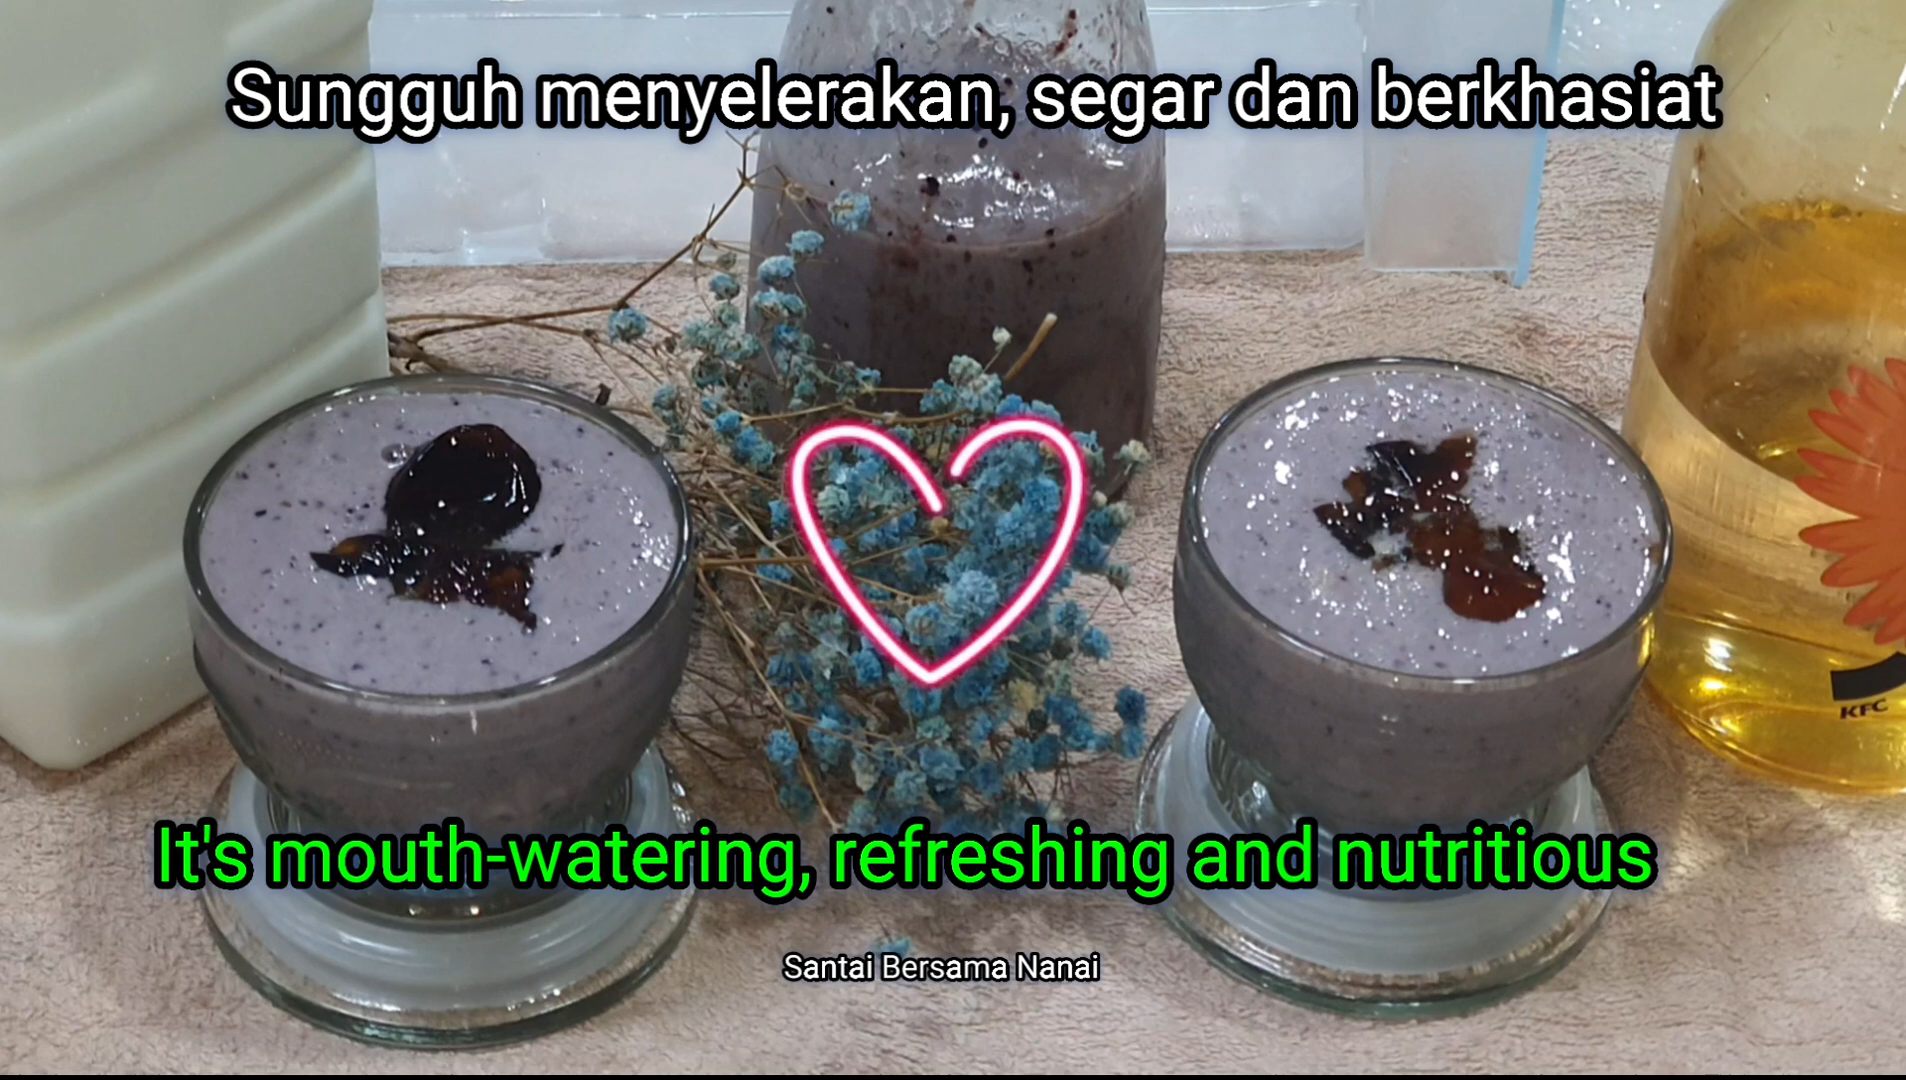 Sungguh menyelerakan, segar dan berkhasiat
KFC
It's mouth-watering, refreshing and nutritious
Santai Bersama Nanai